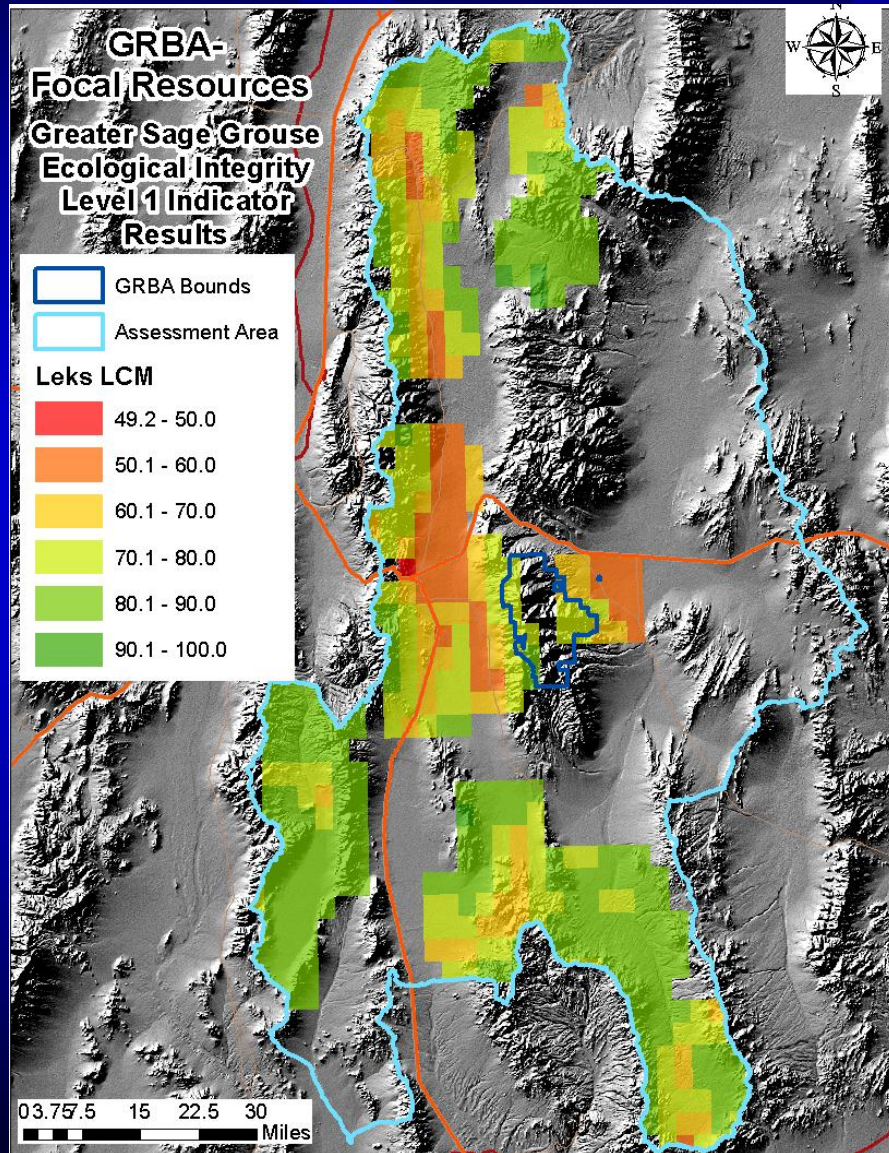 GRBA-
Focal Resources
Greater Sage Grouse
Ecological Integrity
Level 1 Indicator
Results
N
W E
S
GRBA Bounds
Assessment Area
Leks LCM
49.2 - 50.0
50.1 - 60.0
60.1 - 70.0
70.1 - 80.0
80.1 - 90.0
90.1 - 100.0
0 3.75 7.5 15 22.5 30
Miles